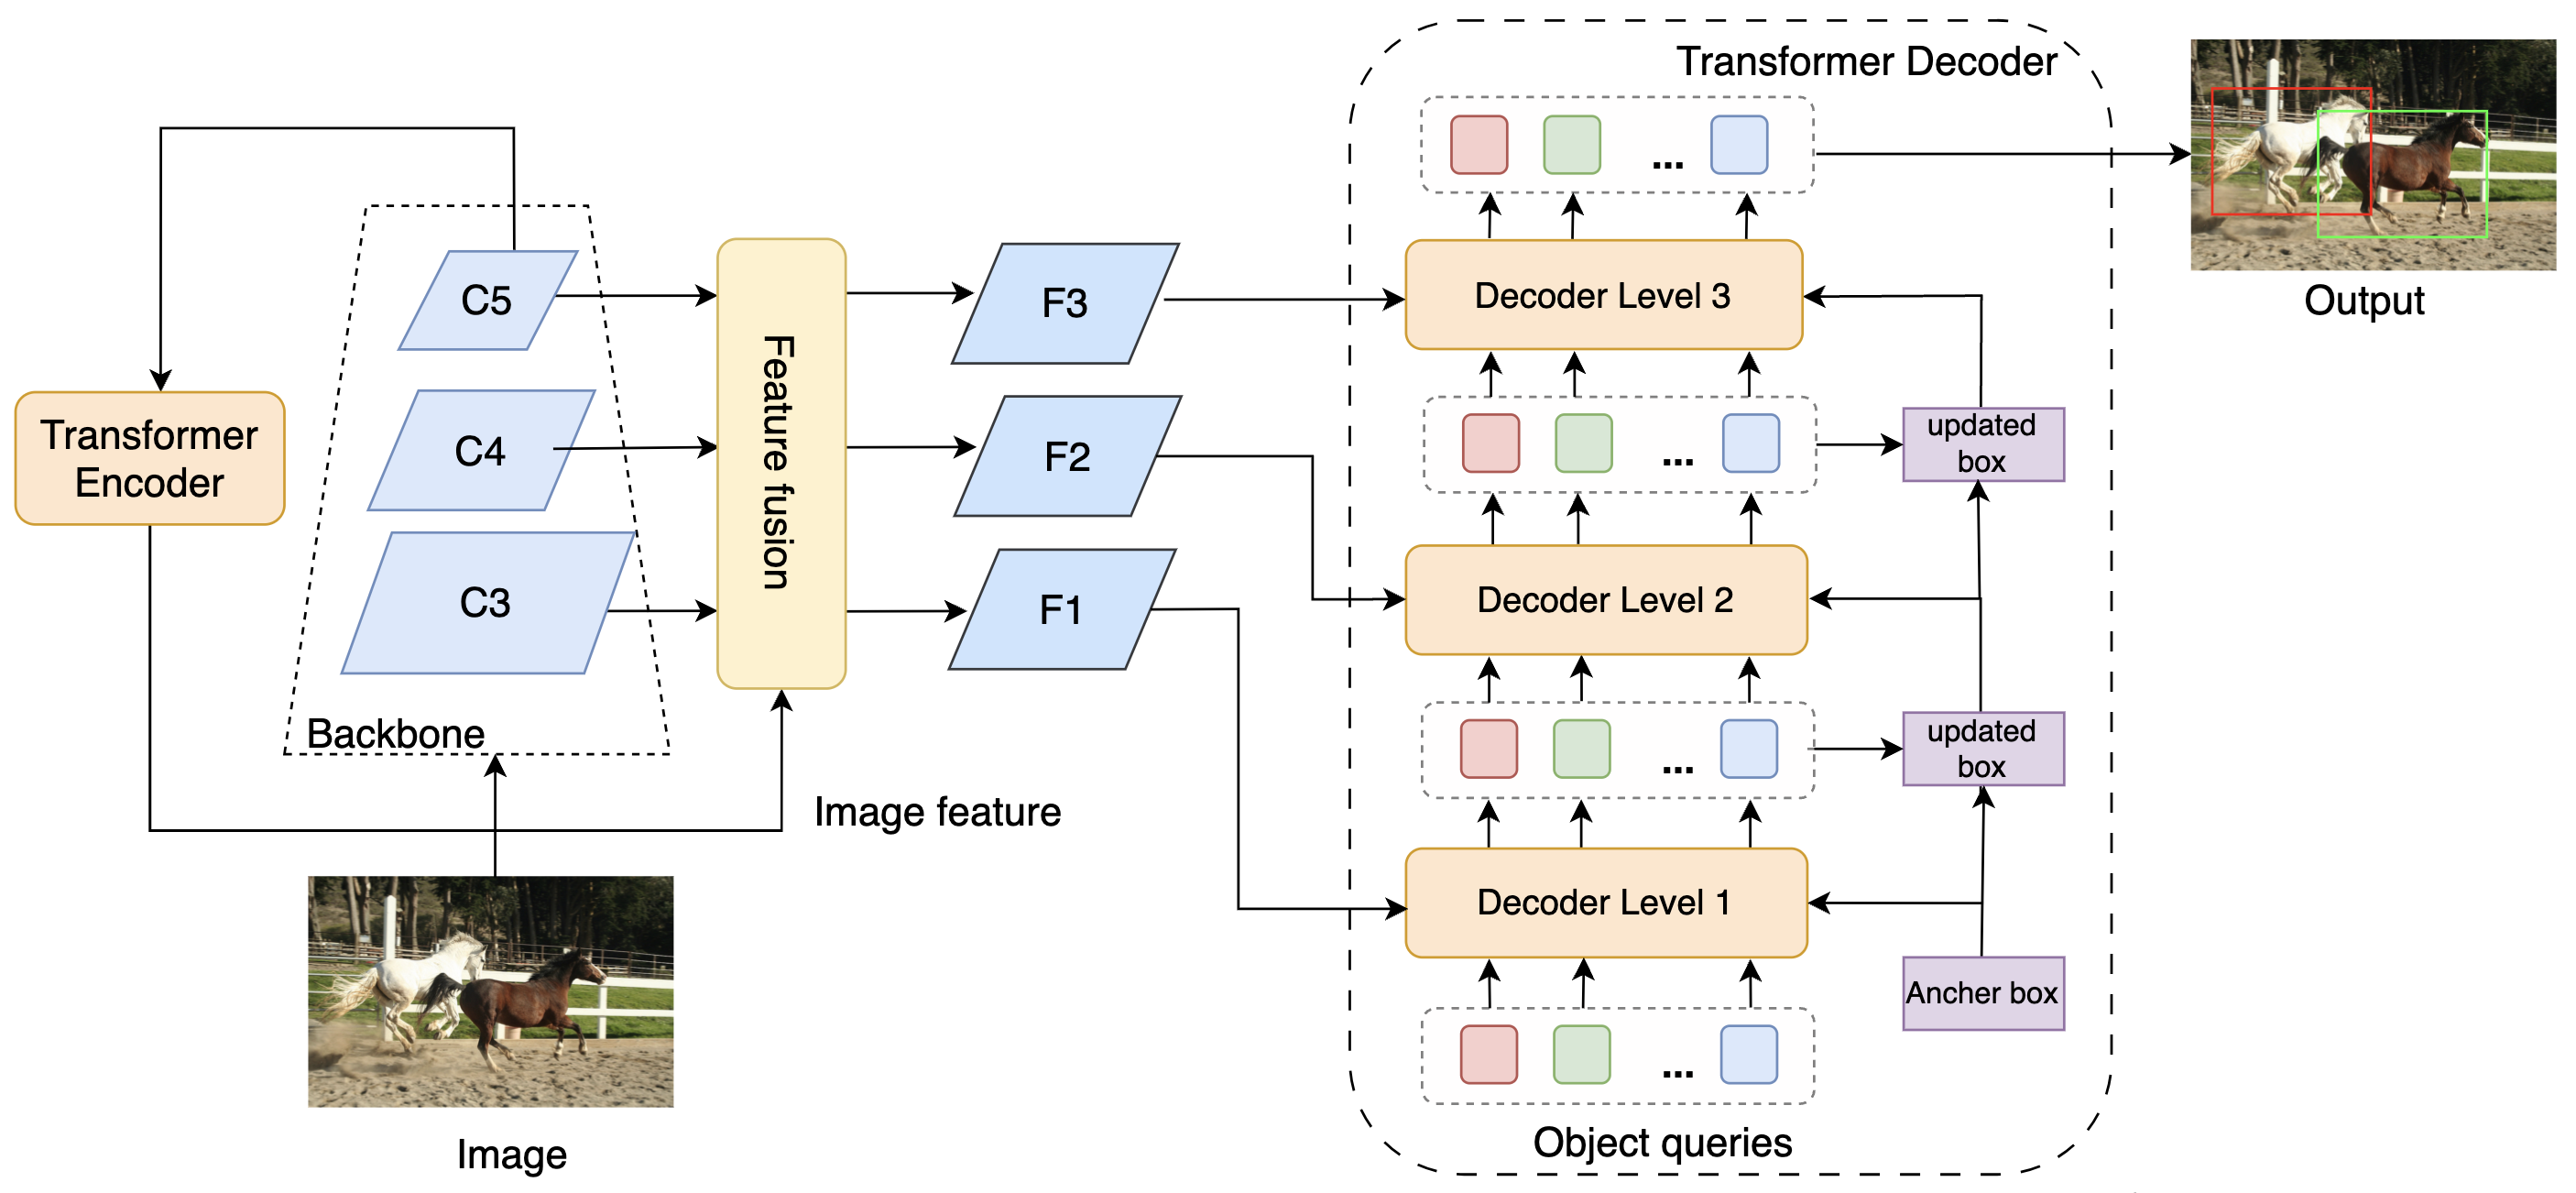 Transformer Decoder
Output
C5
C4
C3
Backbone
Transformer
Encoder
Feature fusion
F3
F2
F1
Image feature
Image
Decoder Level 3
updated
box
Decoder Level 2
updated
box
Decoder Level 1
Ancher box
Object queries
...
...
...
...